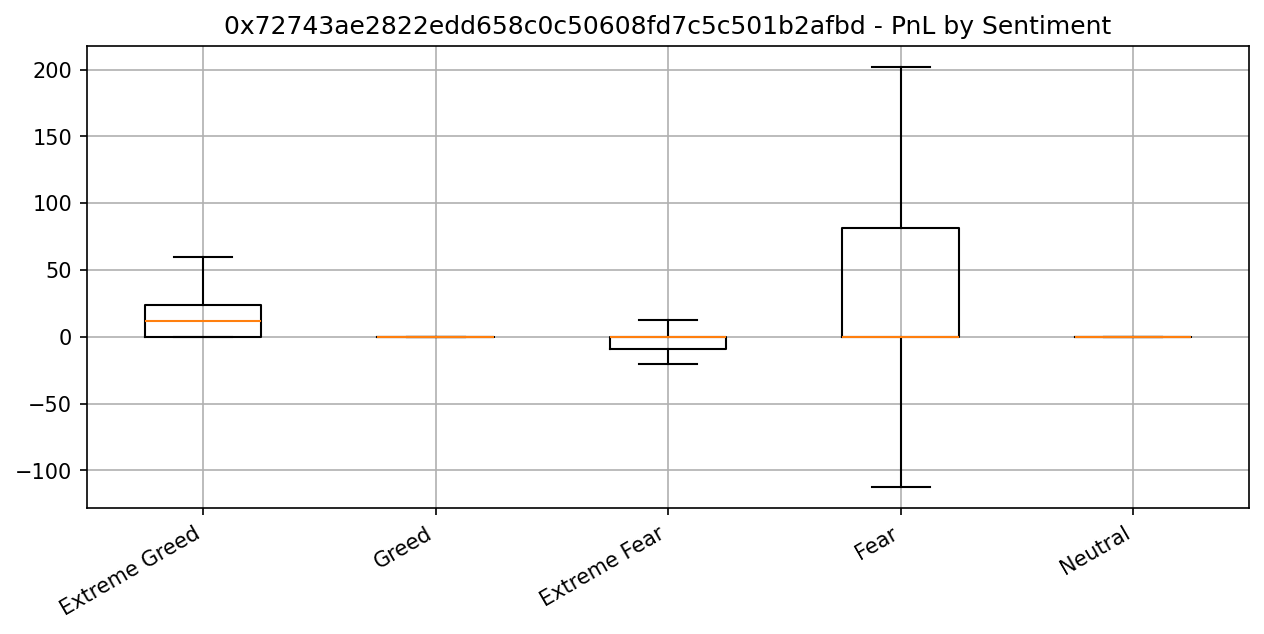 0x72743ae2822edd658c0c50608fd7c5c501b2afbd - PnL by Sentiment
200
150
100
50
0
−50
−100
Extreme Greed
Greed
Extreme Fear
Fear
Neutral